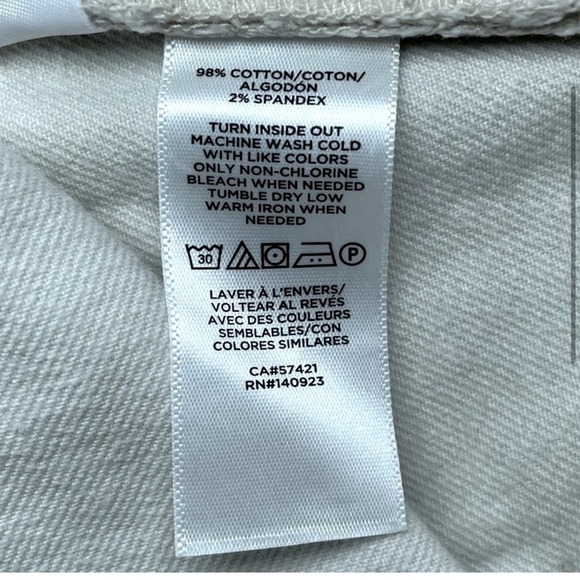 98% COTTON/COTON/
ALGODÓN
2% SPANDEX
TURN INSIDE OUT
MACHINE WASH COLD
WITH LIKE COLORS
ONLY NON-CHLORINE
BLEACH WHEN NEEDED
TUMBLE DRY LOW
WARM IRON WHEN
NEEDED
30 P
LAVER À L'ENVERS/
VOLTEAR AL REVÉS
AVEC DES COULEURS
SEMBLABLES/CON
COLORES SIMILARES
CA#57421
RN#140923